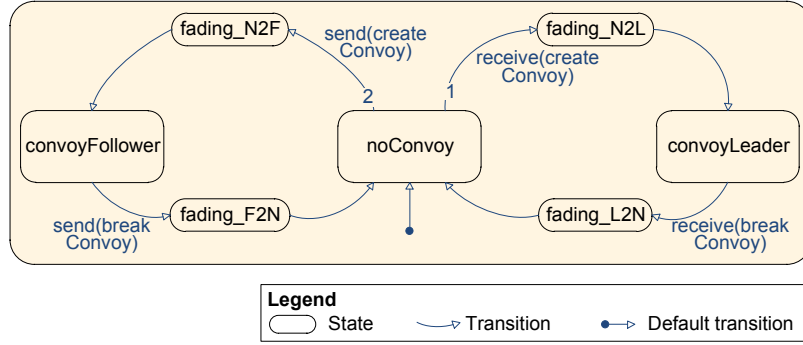 fading_N2F
send(create
Convoy)
fading_N2L
receive(create
Convoy)
2
1
convoyFollower
noConvoy
convoyLeader
send(break
Convoy)
fading_F2N
fading_L2N
receive(break
Convoy)
Legend
State
Transition
Default transition